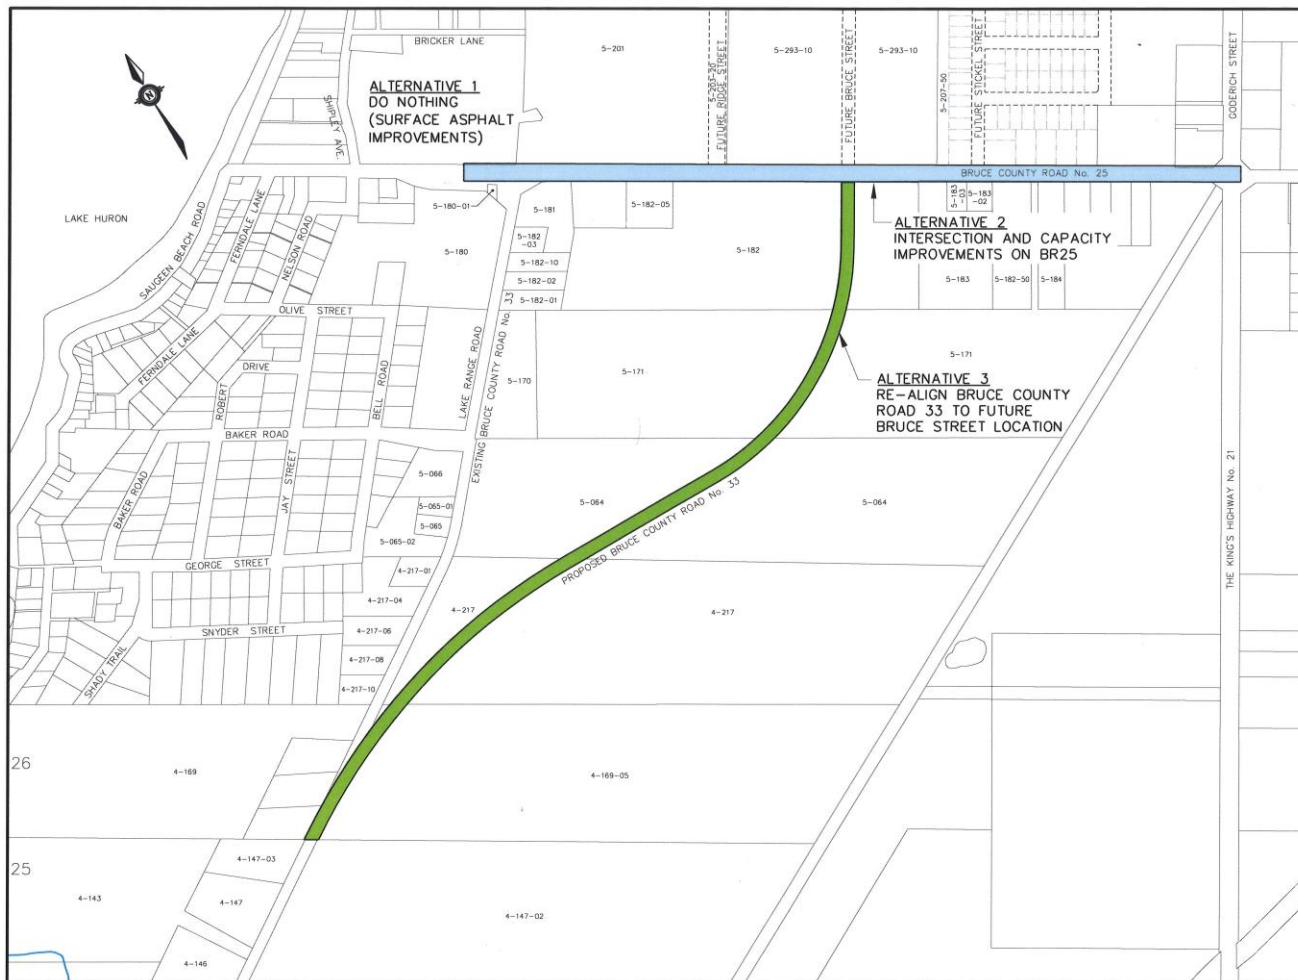 BRICKER LANE
5-201
5-203-20
FUTURE RIDGE STREET
5-293-10
FUTURE BRUCE STREET
5-293-10
5-207-50
FUTURE STICKEL STREET
GODERICH STREET
ALTERNATIVE 1
DO NOTHING
(SURFACE ASPHALT
IMPROVEMENTS)
SHIPLEY AVE.
N
BRUCE COUNTY ROAD No. 25
LAKE HURON
SAUGEEN BEACH ROAD
FERNDALE LANE
NELSON ROAD
5-180-01
5-180
5-181
5-182-05
5-182
-03
5-182-10
5-182-02
5-182-01
5-182
5-183
-03
5-183
-02
ALTERNATIVE 2
INTERSECTION AND CAPACITY
IMPROVEMENTS ON BR25
5-183
5-182-50
5-184
OLIVE STREET
FERNDALE LANE
ROBERT
DRIVE
BELL ROAD
LAKE RANGE ROAD
EXISTING BRUCE COUNTY ROAD No. 33
5-170
5-171
5-171
ALTERNATIVE 3
RE-ALIGN BRUCE COUNTY
ROAD 33 TO FUTURE
BRUCE STREET LOCATION
BAKER ROAD
BAKER ROAD
JAY STREET
5-066
5-065-01
5-065
5-065-02
5-064
5-064
PROPOSED BRUCE COUNTY ROAD No. 33
THE KING'S HIGHWAY No. 21
GEORGE STREET
4-217-01
4-217-04
4-217
4-217
SNYDER STREET
4-217-06
4-217-08
4-217-10
SHADY TRAIL
26
4-169
4-169-05
25
4-147-03
4-143
4-147
4-147-02
4-146